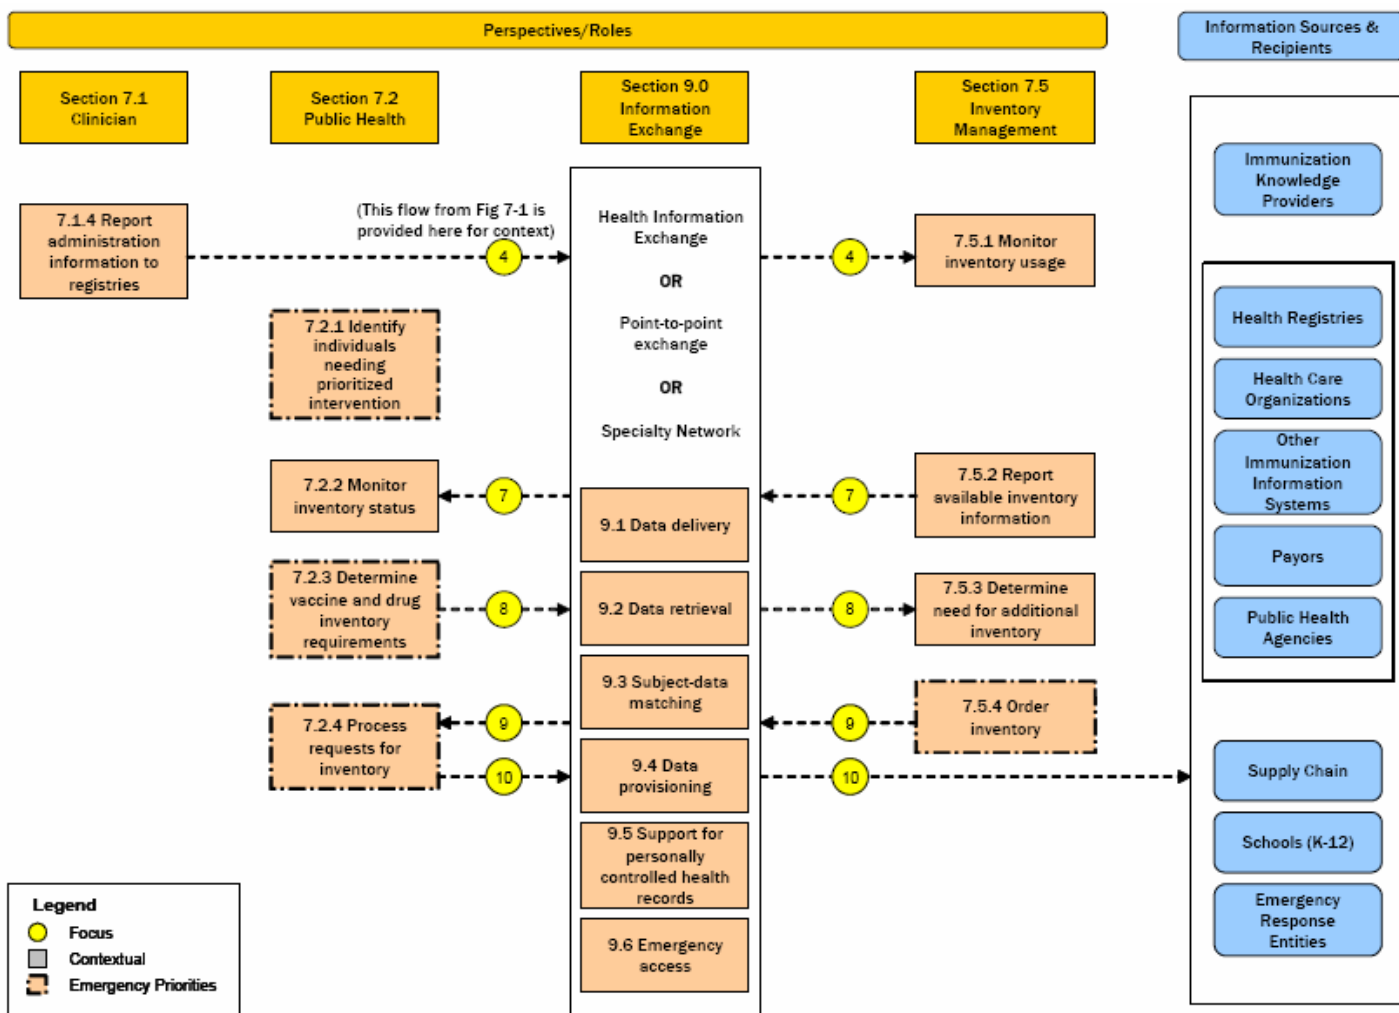 Perspectives/Roles
Information Sources &
Recipients
Section 7.1
Clinician
Section 7.2
Public Health
Section 9.0
Information
Exchange
Section 7.5
Inventory
Management
7.1.4 Report
administration
information to
registries
(This flow from Fig 7-1 is
provided here for context)
4
Health Information
Exchange
OR
Point-to-point
exchange
OR
Specialty Network
4
7.5.1 Monitor
inventory usage
7.2.1 Identify
individuals
needing
prioritized
intervention
7.2.2 Monitor
inventory status
7
7
7.5.2 Report
available inventory
information
9.1 Data delivery
7.2.3 Determine
vaccine and drug
inventory
requirements
8
9.2 Data retrieval
8
7.5.3 Determine
need for additional
inventory
9.3 Subject-data
matching
7.2.4 Process
requests for
inventory
9
9
7.5.4 Order
inventory
10
9.4 Data
provisioning
10
9.5 Support for
personally
controlled health
records
9.6 Emergency
access
Immunization
Knowledge
Providers
Health Registries
Health Care
Organizations
Other
Immunization
Information
Systems
Payors
Public Health
Agencies
Supply Chain
Schools (K-12)
Emergency
Response
Entities
Legend
Focus
Contextual
Emergency Priorities